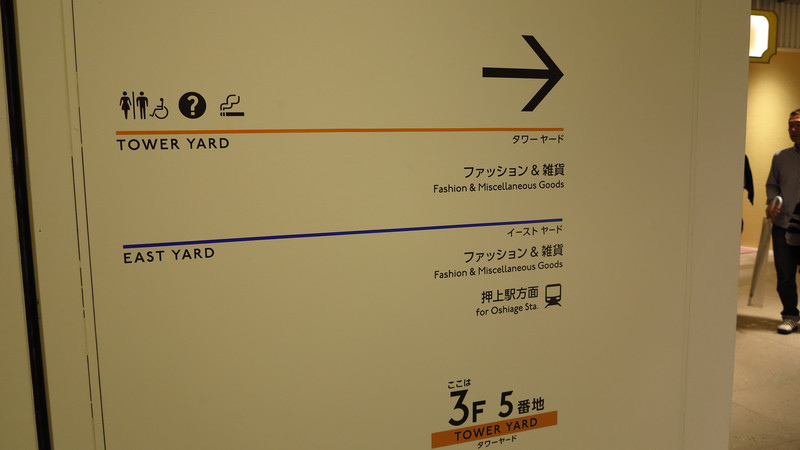 ?
TOWER YARD
タワー ヤード
ファッション & 雑貨
Fashion & Miscellaneous Goods
EAST YARD
イースト ヤード
ファッション & 雑貨
Fashion & Miscellaneous Goods
押上駅方面
for Oshiage Sta.
ここは
3F 5番地
TOWER YARD
タワーヤード